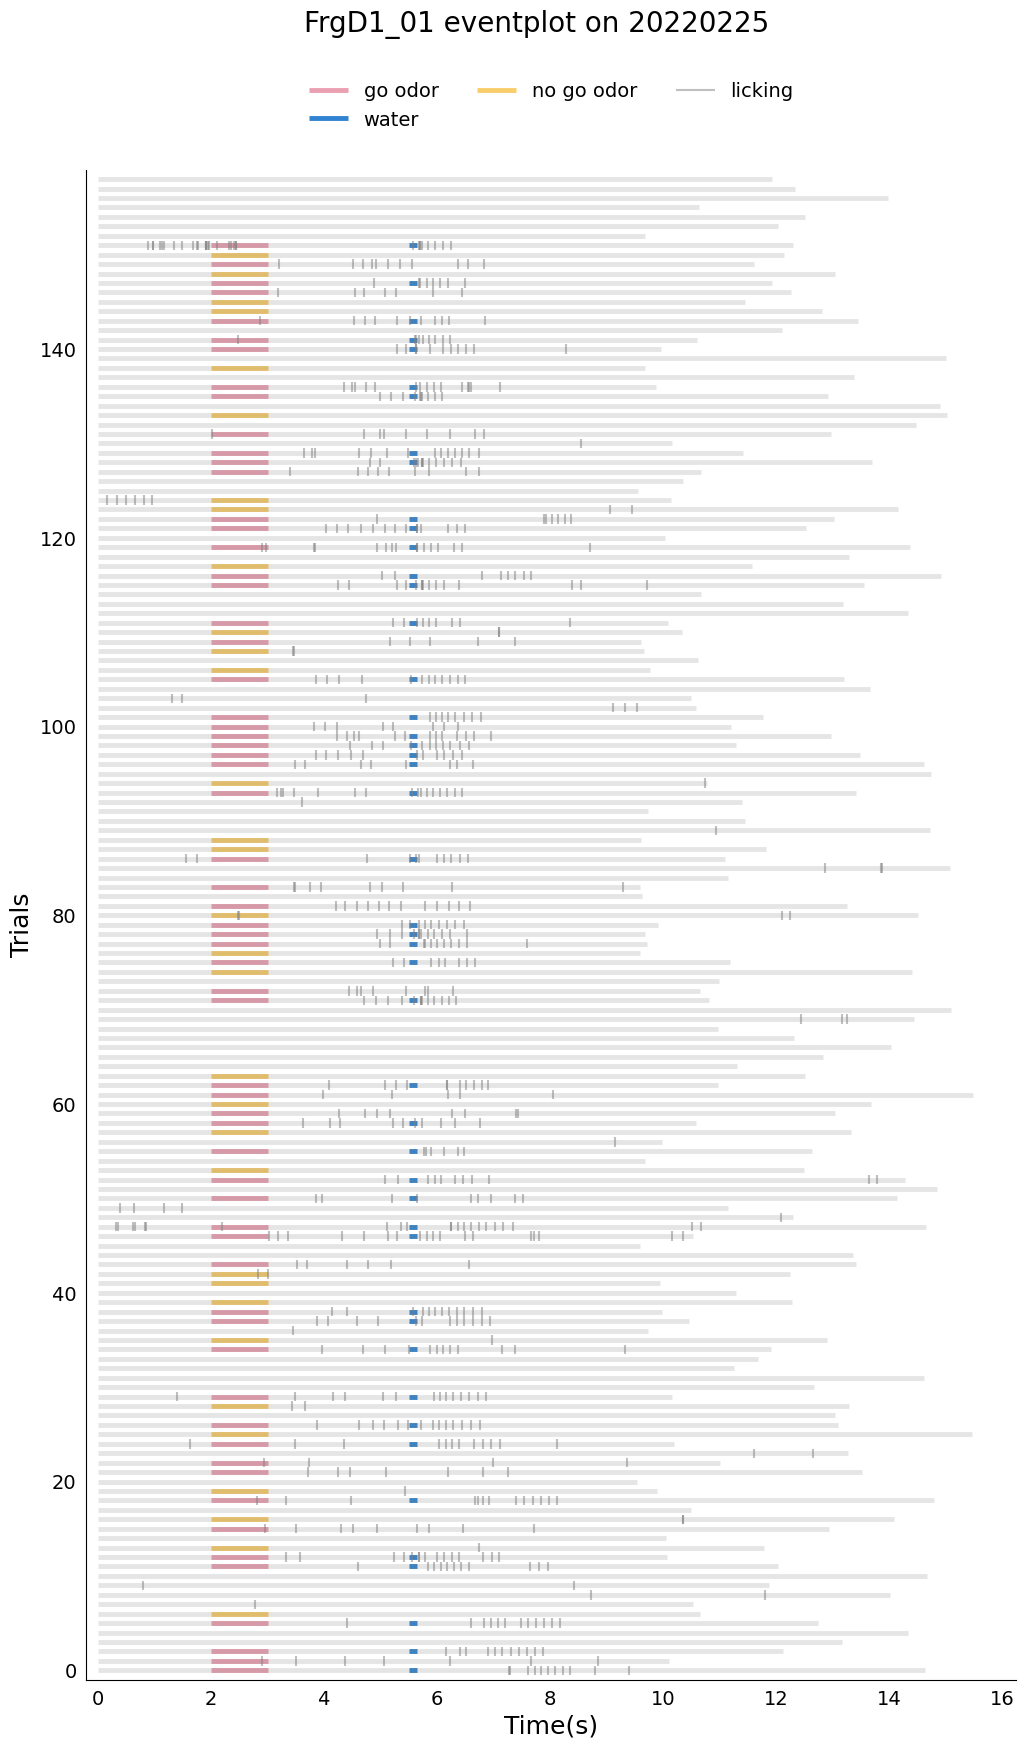 FrgD1_01 eventplot on 20220225
go odor
no go odor
licking
water
Trials
140
120
100
80
60
40
20
0
0 2 4 6 8 10 12 14 16
Time(s)